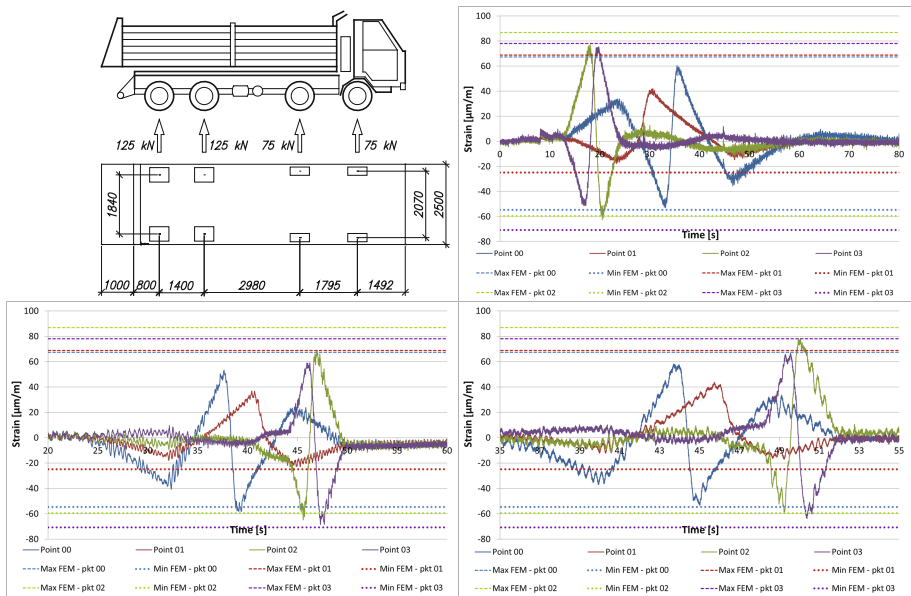 125 kN
125 kN
75 kN
75 kN
1840
2070
2500
1000
800
1400
2980
1795
1492
Strain [µm/m]
100
80
60
40
20
0
-20
-40
-60
-80
0 10 20 30 40 50 60 70 80
Time [s]
Point 00 Point 01 Point 02 Point 03
Max FEM - pkt 00 Min FEM - pkt 00 Max FEM - pkt 01 Min FEM - pkt 01
Max FEM - pkt 02 Min FEM - pkt 02 Max FEM - pkt 03 Min FEM - pkt 03
Strain [µm/m]
100
80
60
40
20
0
-20
-40
-60
-80
20 25 30 35 40 45 50 55 60
Time [s]
Point 00 Point 01 Point 02 Point 03
Max FEM - pkt 00 Min FEM - pkt 00 Max FEM - pkt 01 Min FEM - pkt 01
Max FEM - pkt 02 Min FEM - pkt 02 Max FEM - pkt 03 Min FEM - pkt 03
Strain [µm/m]
100
80
60
40
20
0
-20
-40
-60
-80
35 37 39 41 43 45 47 49 51 53 55
Time [s]
Point 00 Point 01 Point 02 Point 03
Max FEM - pkt 00 Min FEM - pkt 00 Max FEM - pkt 01 Min FEM - pkt 01
Max FEM - pkt 02 Min FEM - pkt 02 Max FEM - pkt 03 Min FEM - pkt 03